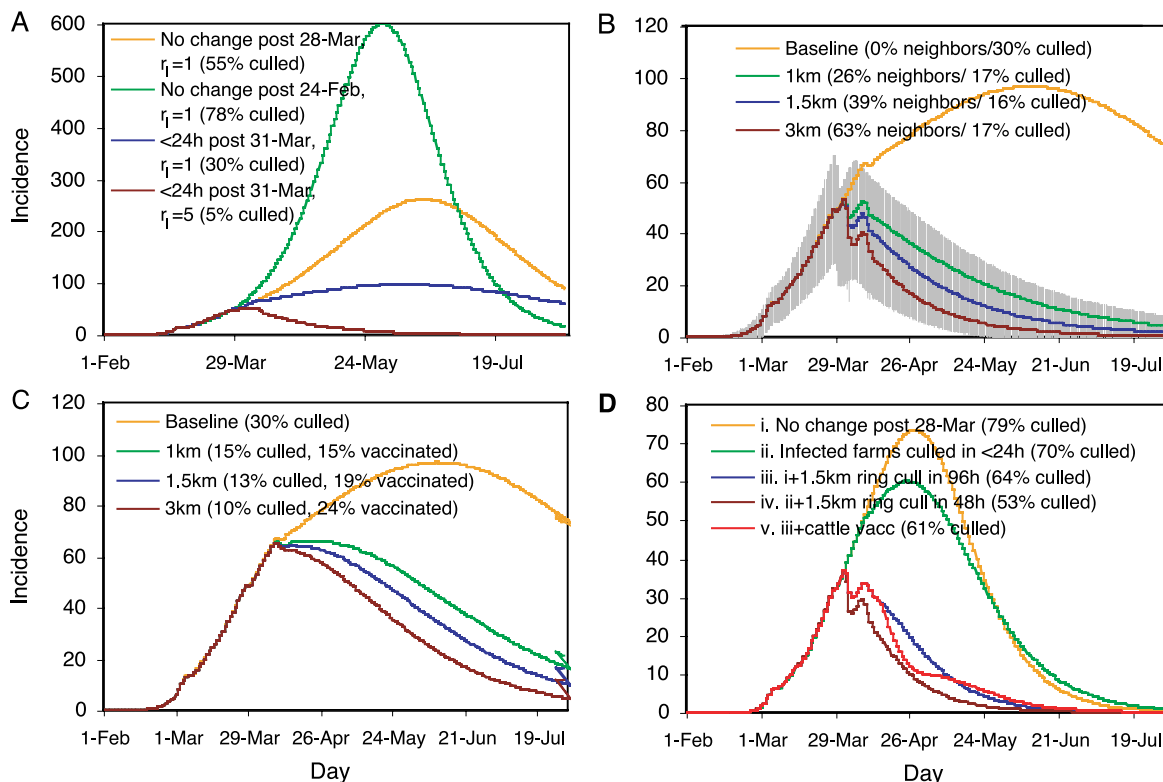 A
600
500
400
300
200
100
0
Incidence
No change post 28-Mar,
rI=1 (55% culled)
No change post 24-Feb,
rI=1 (78% culled)
<24h post 31-Mar,
rI=1 (30% culled)
<24h post 31-Mar,
rI=5 (5% culled)
1-Feb 29-Mar 24-May 19-Jul
B
120
100
80
60
40
20
0
Baseline (0% neighbors/30% culled)
1km (26% neighbors/ 17% culled)
1.5km (39% neighbors/ 16% culled)
3km (63% neighbors/ 17% culled)
1-Feb 1-Mar 29-Mar 26-Apr 24-May 21-Jun 19-Jul
C
120
100
80
60
40
20
0
Incidence
Baseline (30% culled)
1km (15% culled, 15% vaccinated)
1.5km (13% culled, 19% vaccinated)
3km (10% culled, 24% vaccinated)
1-Feb 1-Mar 29-Mar 26-Apr 24-May 21-Jun 19-Jul
Day
D
80
70
60
50
40
30
20
10
0
i. No change post 28-Mar (79% culled)
ii. Infected farms culled in <24h (70% culled)
iii. i+1.5km ring cull in 96h (64% culled)
iv. ii+1.5km ring cull in 48h (53% culled)
v. iii+cattle vacc (61% culled)
1-Feb 1-Mar 29-Mar 26-Apr 24-May 21-Jun 19-Jul
Day